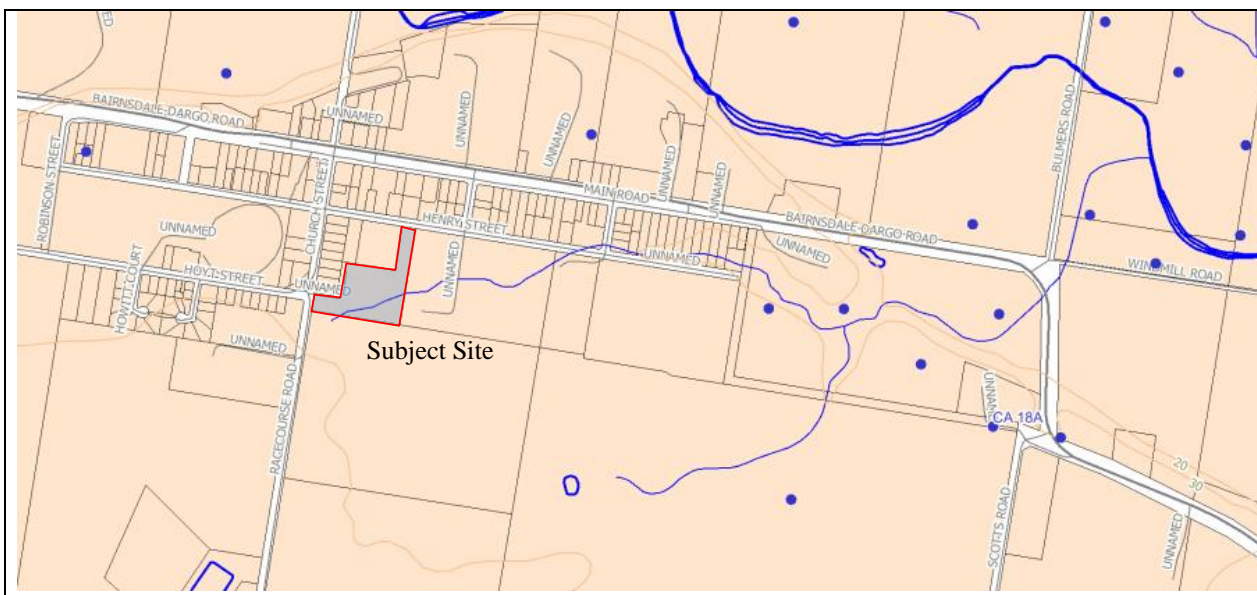 BAIRNSDALE-DARGO ROAD
UNNAMED
UNNAMED
UNNAMED
BULMERS ROAD
ROBINSON STREET
CHURCH STREET
MAIN ROAD
UNNAMED
UNNAMED
HENRY STREET
BAIRNSDALE-DARGO ROAD
UNNAMED
UNNAMED
UNNAMED
UNNAMED
WINDMILL ROAD
HOWITT COURT
HOYT STREET
UNNAMED
UNNAMED
Subject Site
RACECOURSE ROAD
UNNAMED
CA 18A
20
30
SCOTTS ROAD
UNNAMED